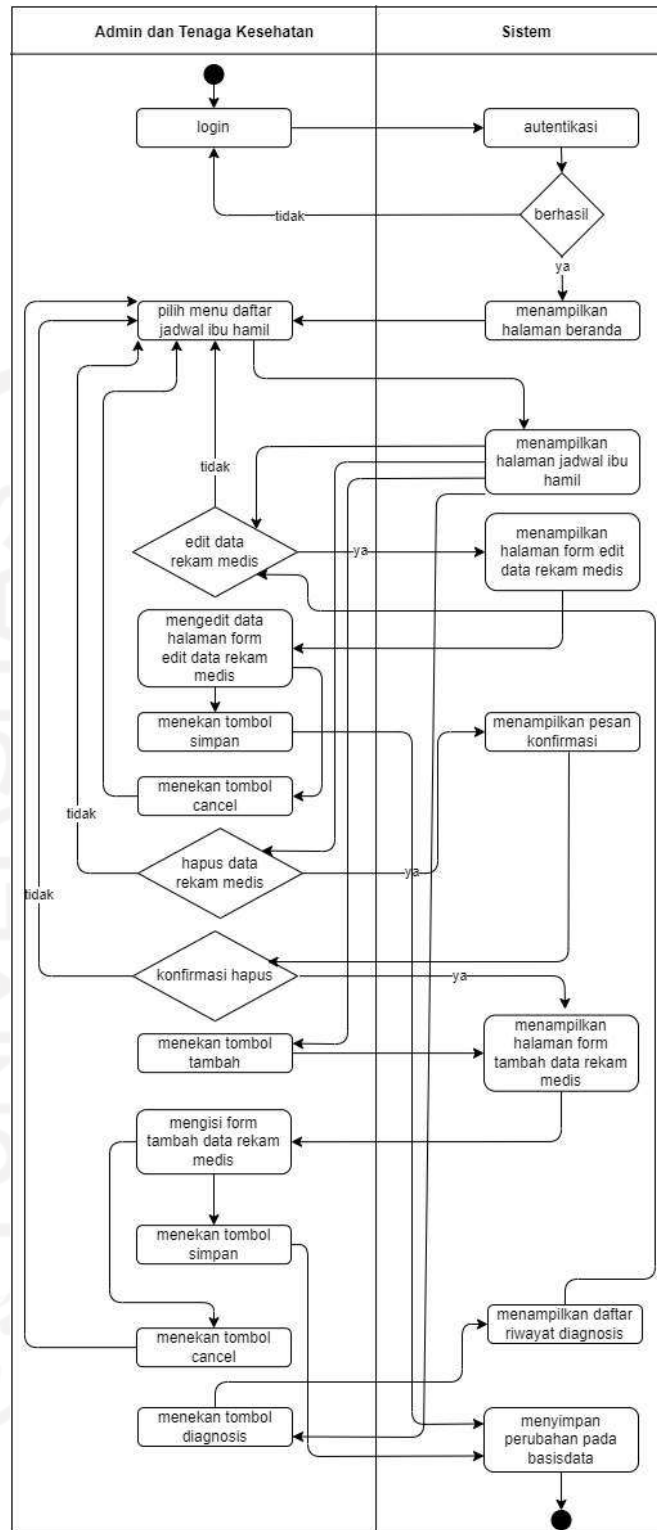 Admin dan Tenaga Kesehatan
Sistem
login
autentikasi
tidak
berhasil
ya
pilih menu daftar
jadwal ibu hamil
menampilkan
halaman beranda
menampilkan
halaman jadwal ibu
hamil
tidak
edit data
rekam medis
ya
menampilkan
halaman form edit
data rekam medis
mengedit data
halaman form
edit data rekam
medis
menekan tombol
simpan
menampilkan pesan
konfirmasi
menekan tombol
cancel
tidak
hapus data
rekam medis
ya
tidak
konfirmasi hapus
ya
menampilkan
halaman form
tambah data rekam
medis
menekan tombol
tambah
mengisi form
tambah data rekam
medis
menekan tombol
simpan
menampilkan daftar
riwayat diagnosis
menekan tombol
cancel
menekan tombol
diagnosis
menyimpan
perubahan pada
basisdata